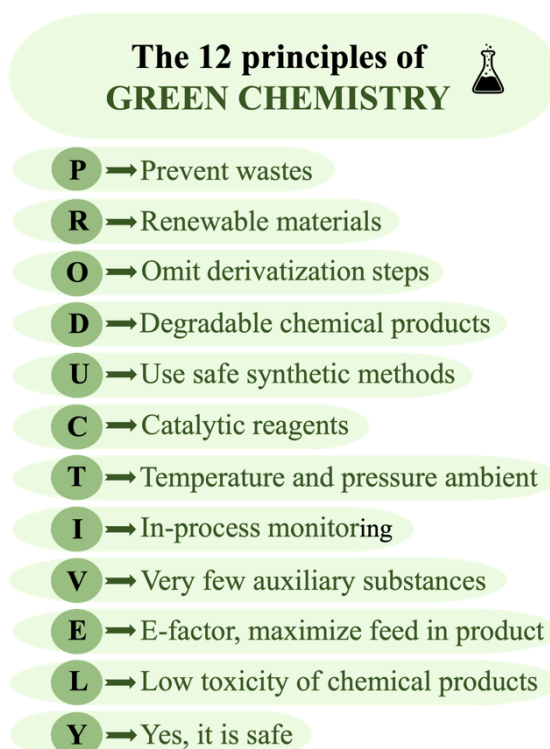 The 12 principles of
GREEN CHEMISTRY
P Prevent wastes
R Renewable materials
O Omit derivatization steps
D Degradable chemical products
U Use safe synthetic methods
C Catalytic reagents
T Temperature and pressure ambient
I In-process monitoring
V Very few auxiliary substances
E E-factor, maximize feed in product
L Low toxicity of chemical products
Y Yes, it is safe